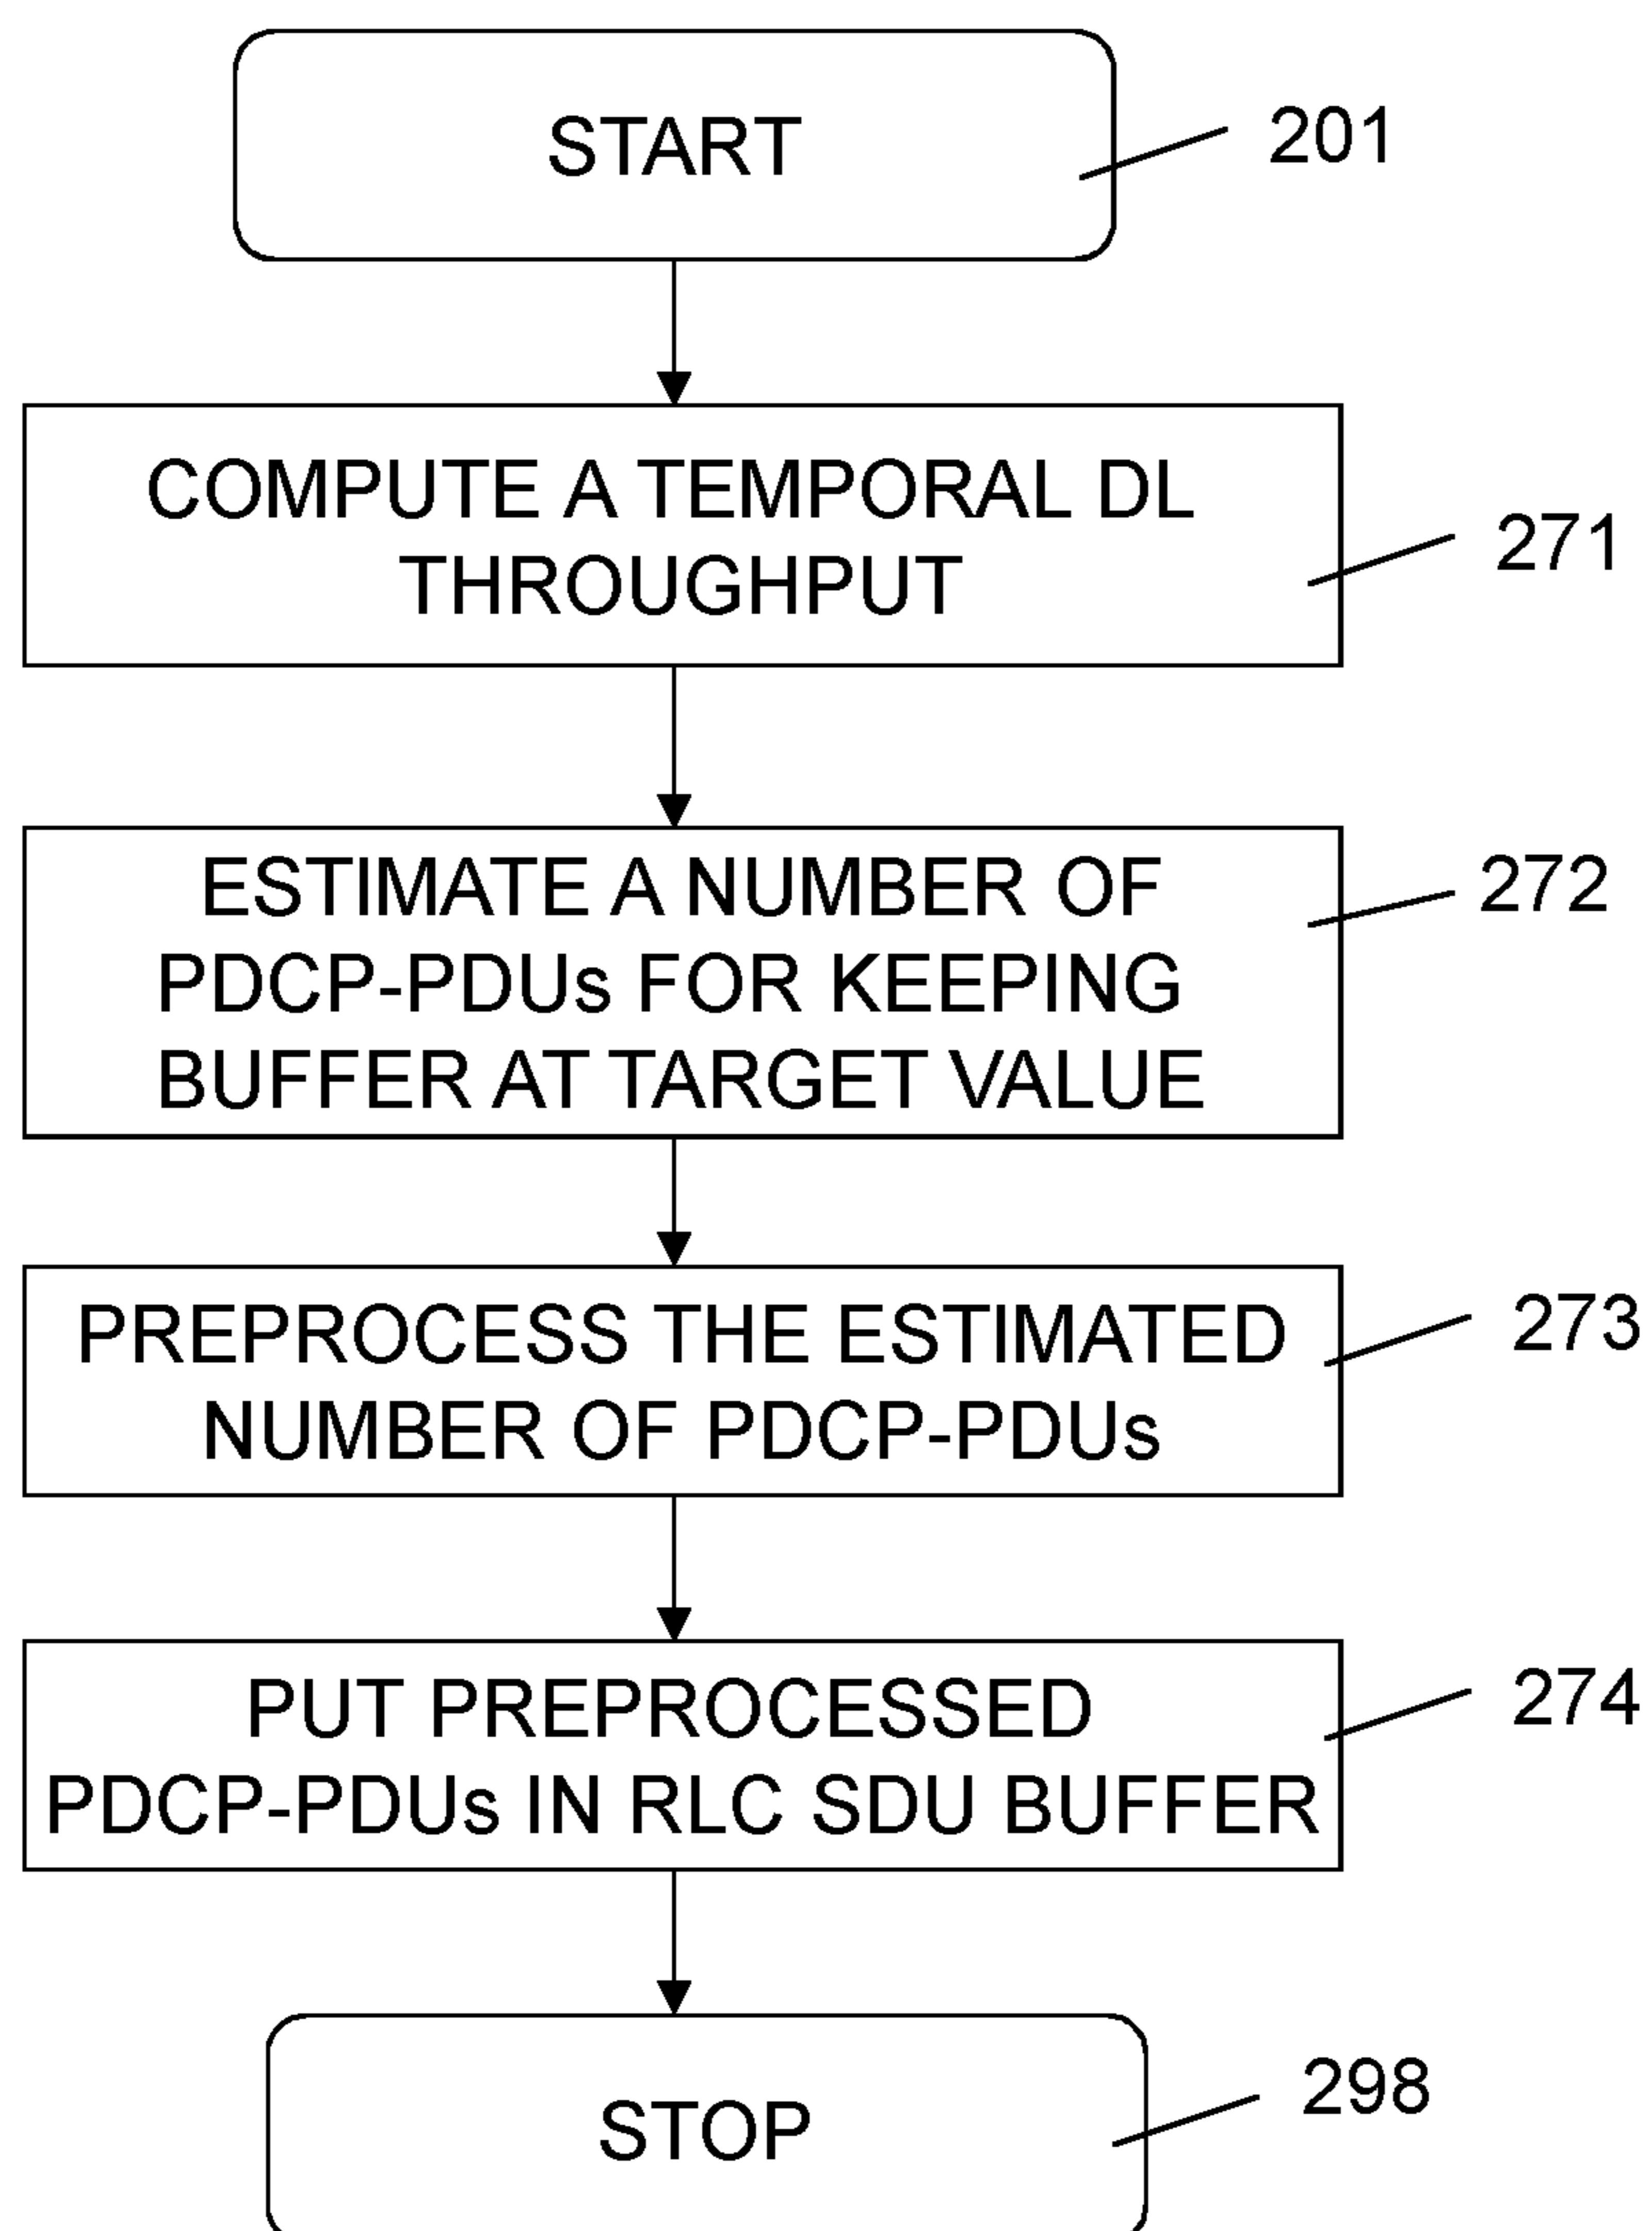 START
201
COMPUTE A TEMPORAL DL
THROUGHPUT
271
ESTIMATE A NUMBER OF
PDCP-PDUs FOR KEEPING
BUFFER AT TARGET VALUE
272
PREPROCESS THE ESTIMATED
NUMBER OF PDCP-PDUs
273
PUT PREPROCESSED
PDCP-PDUs IN RLC SDU BUFFER
274
STOP
298